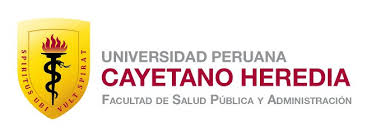 SPIRITUS UBI VULT SPIRAT
UNIVERSIDAD PERUANA
CAYETANO HEREDIA
FACULTAD DE SALUD PÚBLICA Y ADMINISTRACIÓN